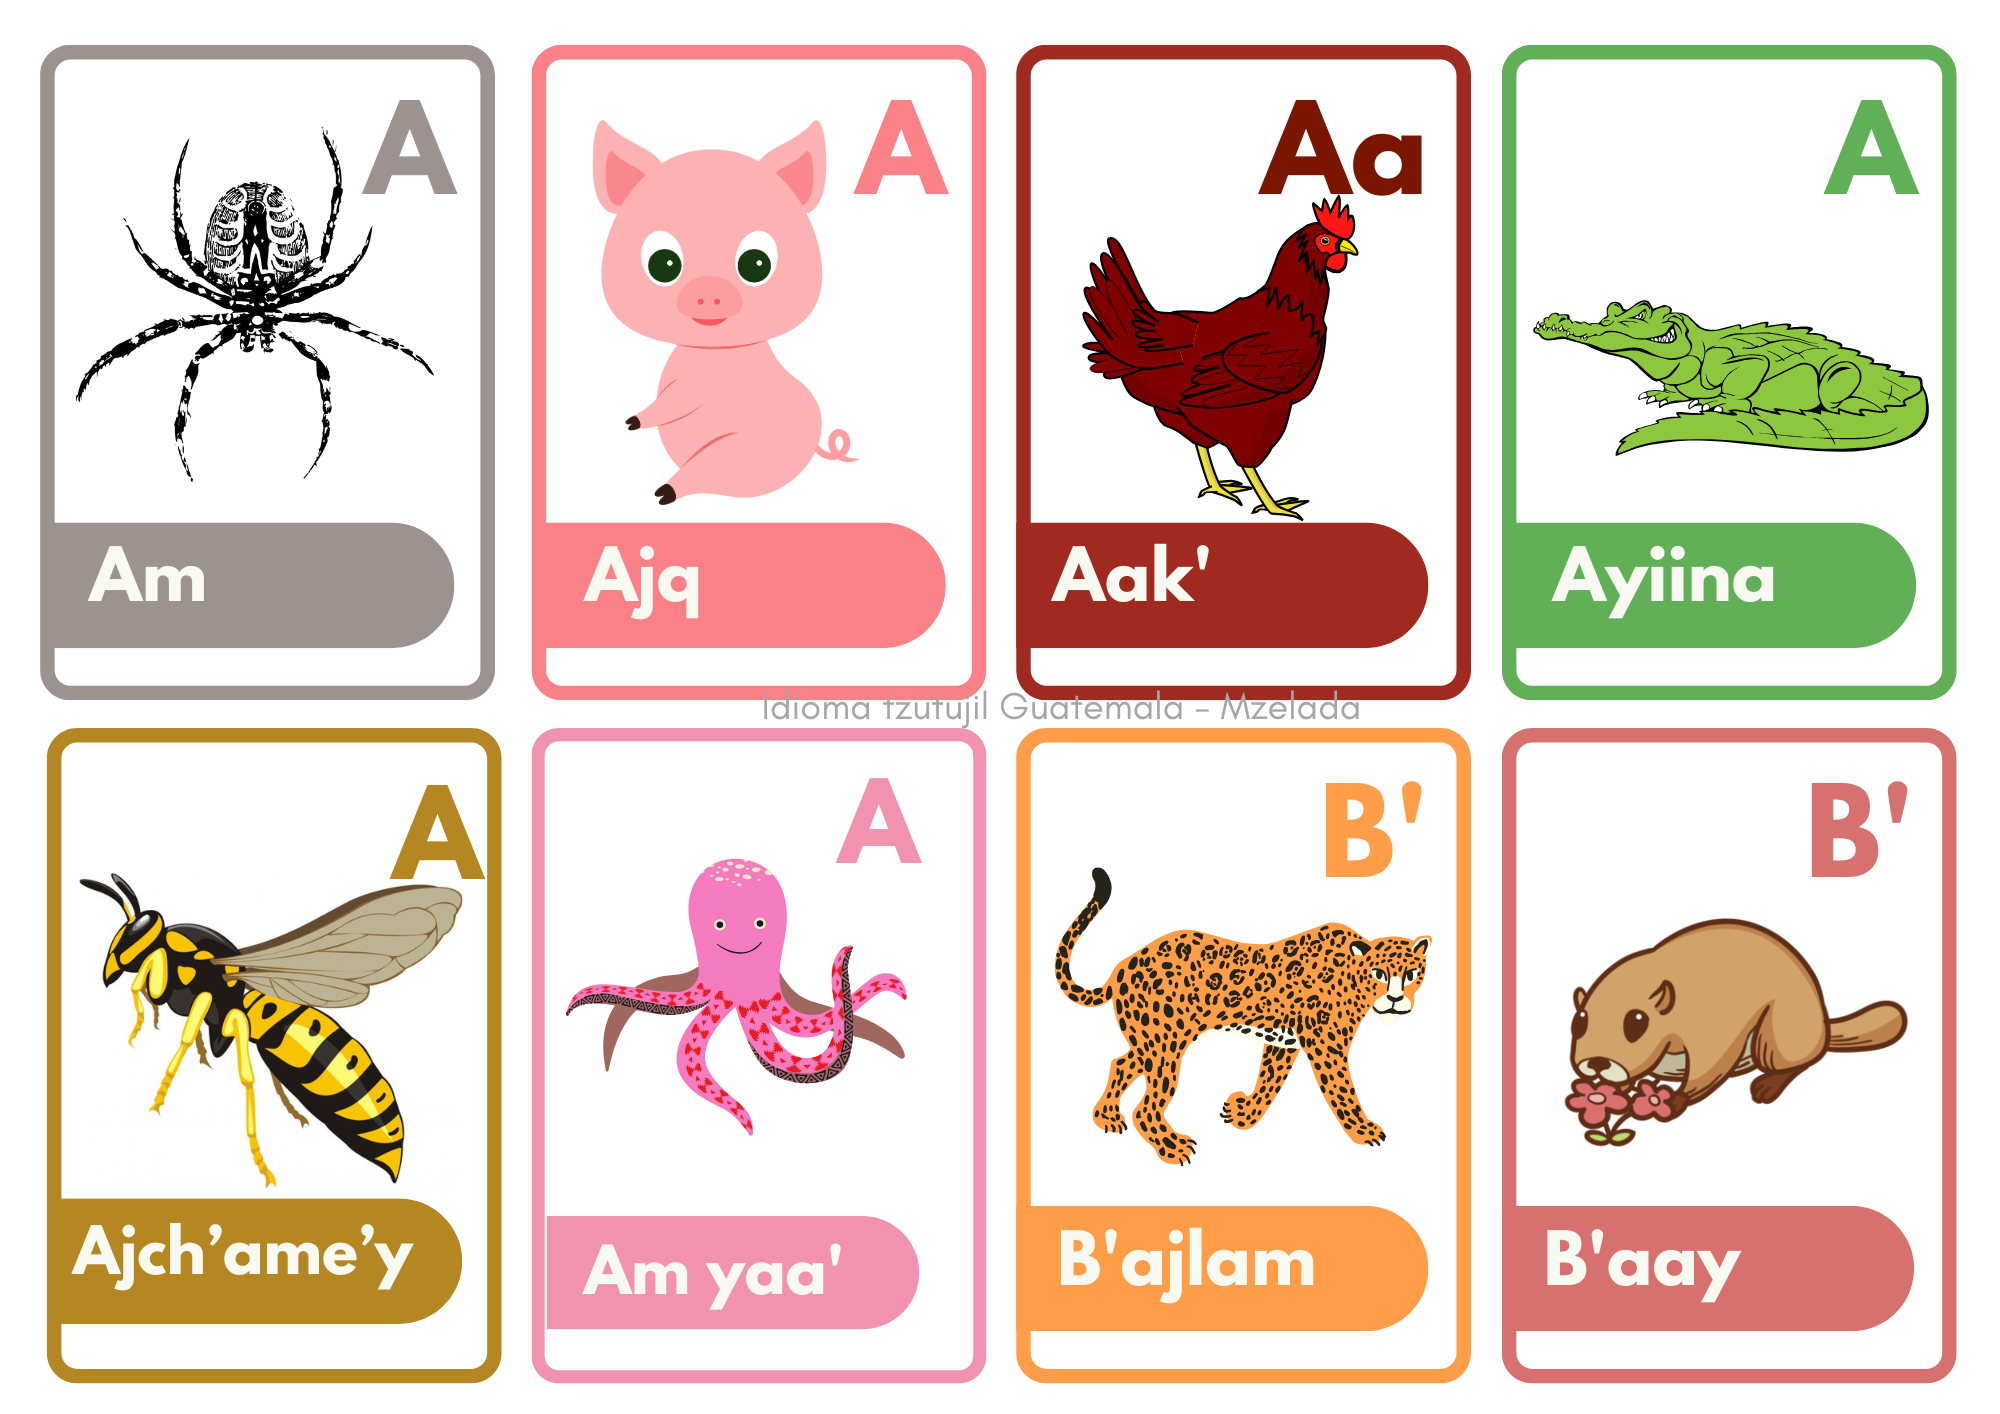 A
Am
A
Ajq
Aa
Aak'
A
Ayiina
Idioma tzutujil Guatemala - Mzelada
A
Ajch’ame’y
A
Am yaa'
B'
B'ajlam
B'
B'aay